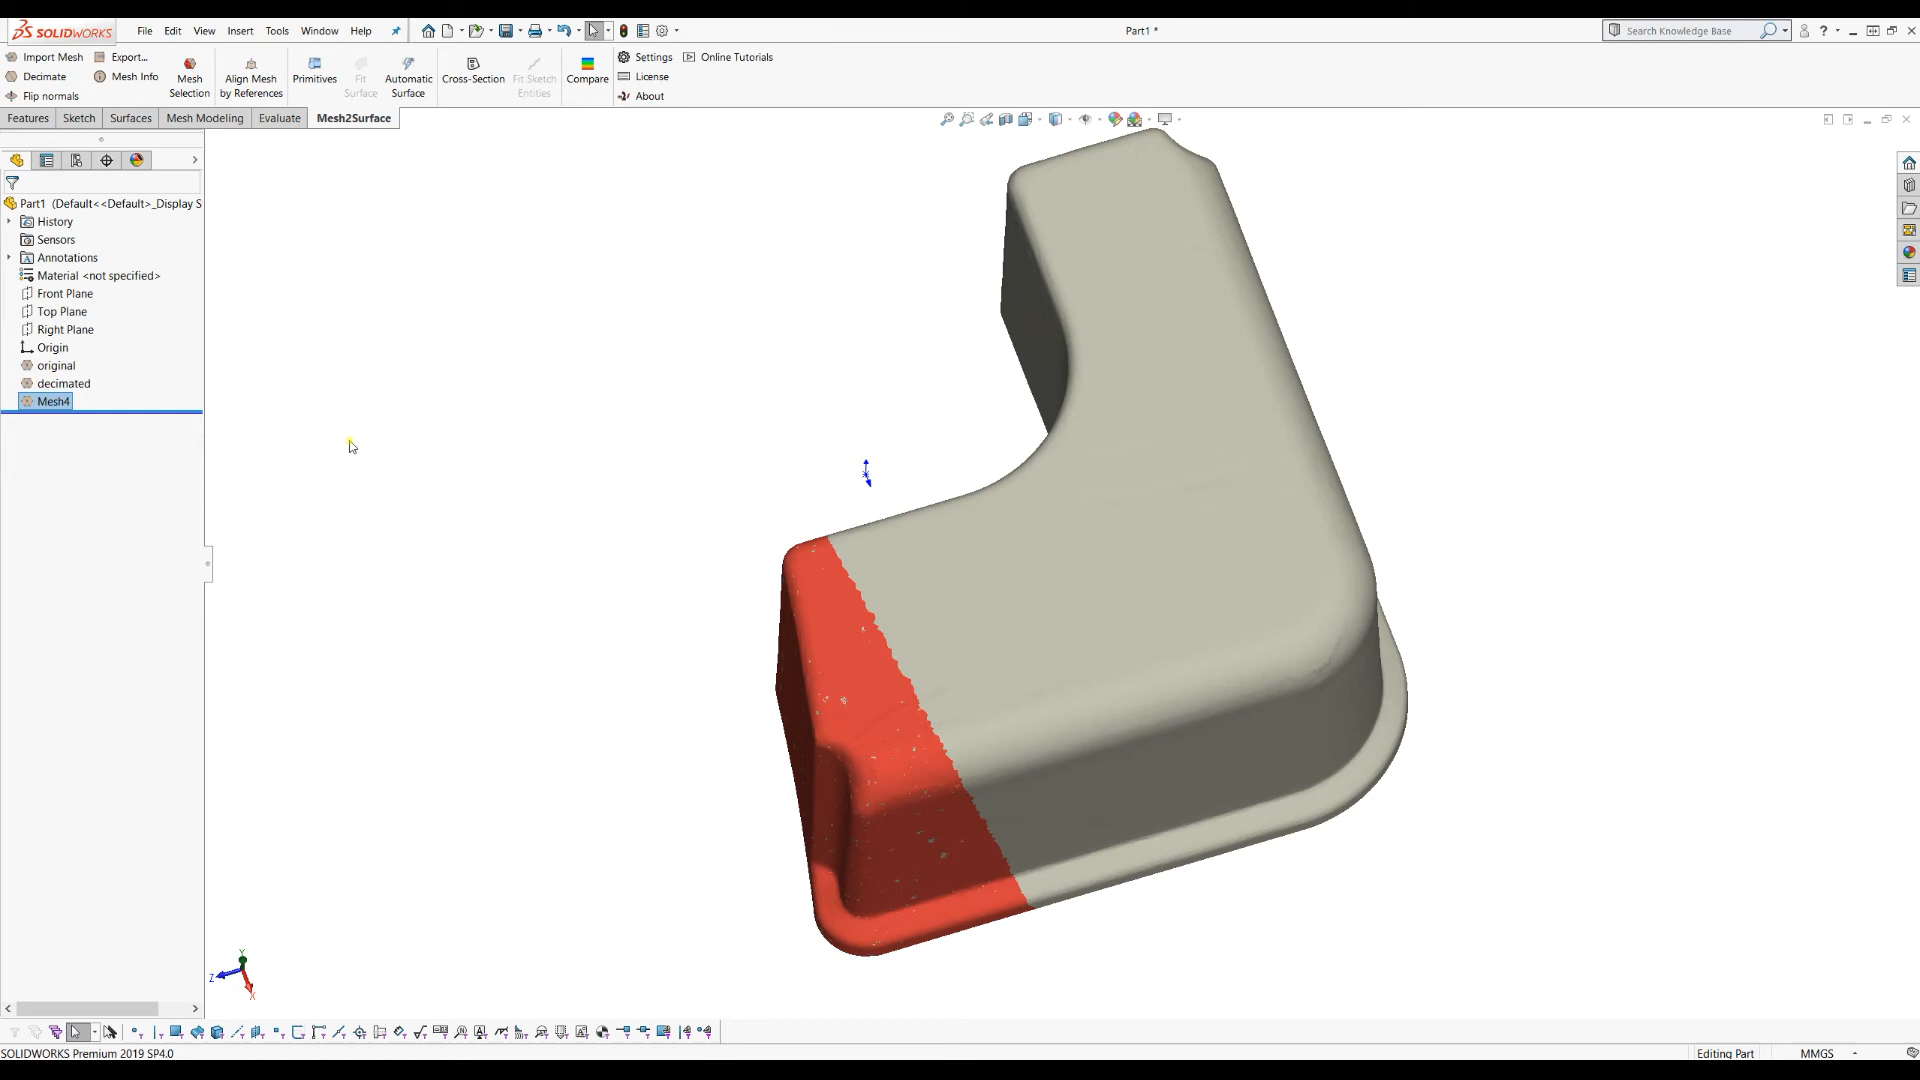 SOLIDWORKS File Edit View Insert Tools Window Help Part1 * Search Knowledge Base ?
Import Mesh Export... Settings Online Tutorials
Decimate Mesh Info License
Flip normals About
Mesh Selection
Align Mesh by References
Primitives
Fit Surface
Automatic Surface
Cross-Section
Fit Sketch Entities
Compare
Features Sketch Surfaces Mesh Modeling Evaluate Mesh2Surface
Part1 (Default<<Default>_Display S
History
Sensors
Annotations
Material <not specified>
Front Plane
Top Plane
Right Plane
Origin
original
decimated
Mesh4
Y
Z
X
SOLIDWORKS Premium 2019 SP4.0 Editing Part MMGS